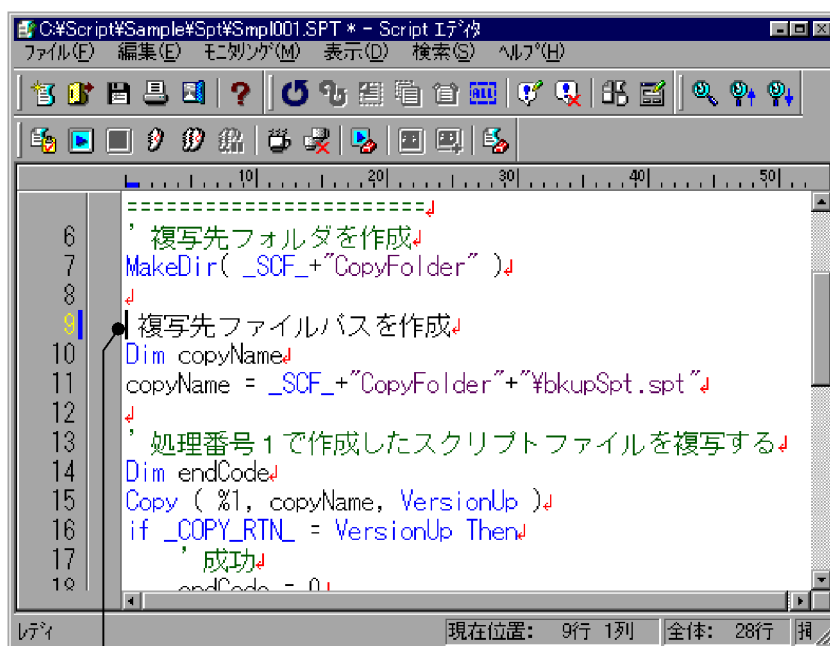 C:¥Script¥Sample¥Spt¥Smpl001.SPT * - Script ｴﾃﾞｨﾀ
ﾌｧｲﾙ(F) 編集(E) ﾓﾆﾀﾘﾝｸﾞ(M) 表示(D) 検索(S) ﾍﾙﾌﾟ(H)
ALL
10 20 30 40 50
=======================
6 ’ 複写先フォルダを作成
7 MakeDir( _SCF_+"CopyFolder" )
8
9 複写先ファイルパスを作成
10 Dim copyName
11 copyName = _SCF_+"CopyFolder"+"¥bkupSpt.spt"
12
13 ’ 処理番号１で作成したスクリプトファイルを複写する
14 Dim endCode
15 Copy ( %1, copyName, VersionUp )
16 if _COPY_RTN_ = VersionUp Then
17 ’ 成功
18 endCode = 0
ﾚﾃﾞｨ 現在位置: 9行 1列 全体: 28行